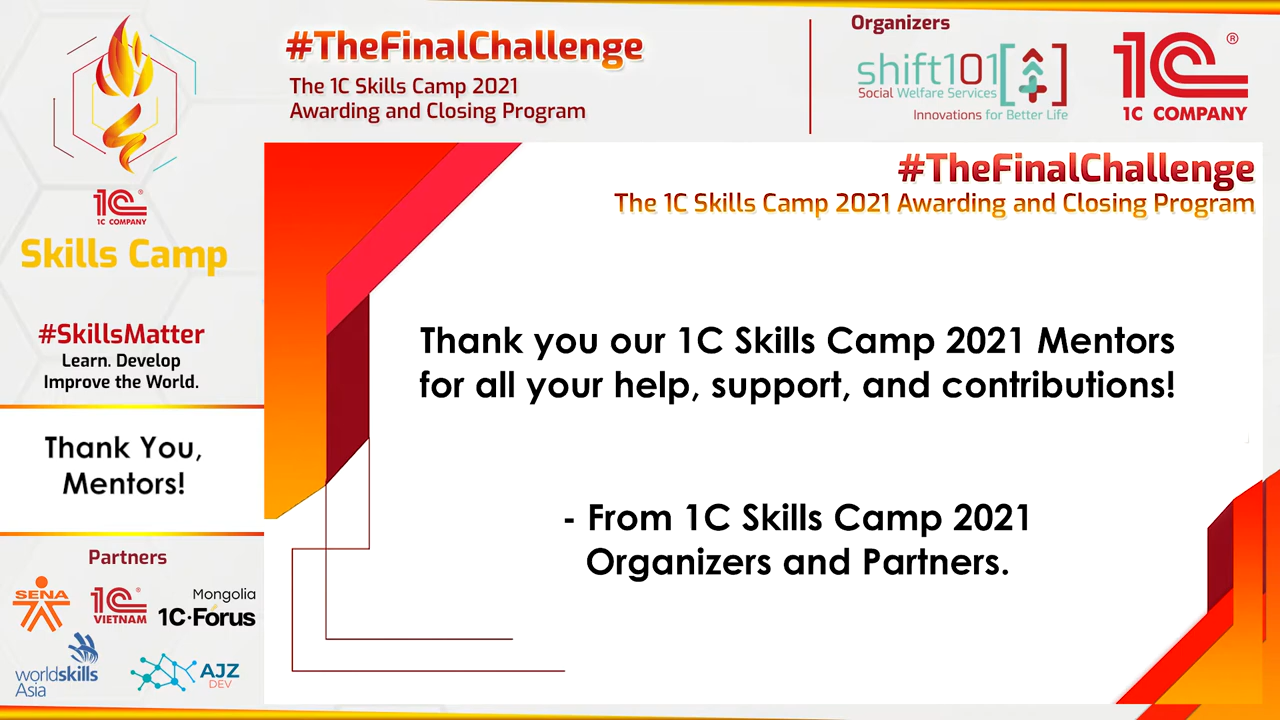 #TheFinalChallenge
The 1C Skills Camp 2021
Awarding and Closing Program
Organizers
shift101
Social Welfare Services
Innovations for Better Life
1C®
1C COMPANY
1C®
1C COMPANY
Skills Camp
#SkillsMatter
Learn. Develop
Improve the World.
Thank You,
Mentors!
Partners
SENA
1C®
VIETNAM
Mongolia
1C·Forus
worldskills
Asia
AJZ
DEV
#TheFinalChallenge
The 1C Skills Camp 2021 Awarding and Closing Program
Thank you our 1C Skills Camp 2021 Mentors
for all your help, support, and contributions!
- From 1C Skills Camp 2021
Organizers and Partners.